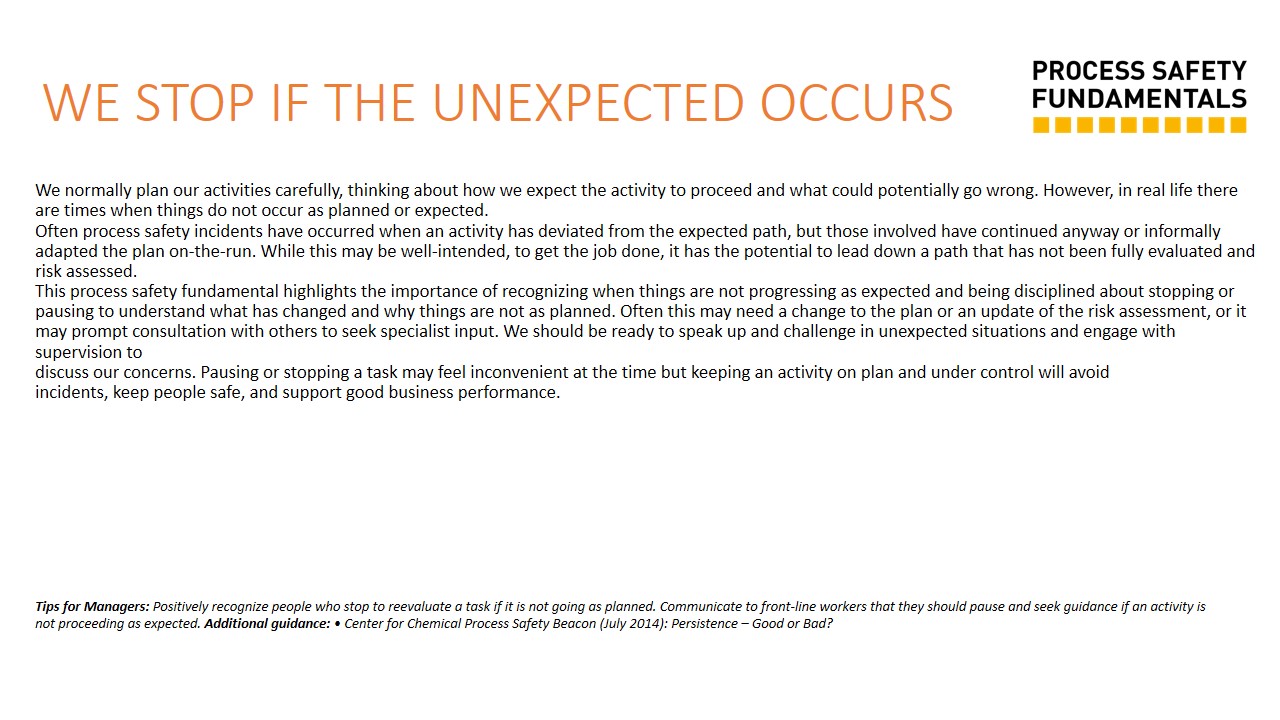 WE STOP IF THE UNEXPECTED OCCURS
PROCESS SAFETY
FUNDAMENTALS
We normally plan our activities carefully, thinking about how we expect the activity to proceed and what could potentially go wrong. However, in real life there
are times when things do not occur as planned or expected.
Often process safety incidents have occurred when an activity has deviated from the expected path, but those involved have continued anyway or informally
adapted the plan on-the-run. While this may be well-intended, to get the job done, it has the potential to lead down a path that has not been fully evaluated and
risk assessed.
This process safety fundamental highlights the importance of recognizing when things are not progressing as expected and being disciplined about stopping or
pausing to understand what has changed and why things are not as planned. Often this may need a change to the plan or an update of the risk assessment, or it
may prompt consultation with others to seek specialist input. We should be ready to speak up and challenge in unexpected situations and engage with
supervision to
discuss our concerns. Pausing or stopping a task may feel inconvenient at the time but keeping an activity on plan and under control will avoid
incidents, keep people safe, and support good business performance.
Tips for Managers: Positively recognize people who stop to reevaluate a task if it is not going as planned. Communicate to front-line workers that they should pause and seek guidance if an activity is
not proceeding as expected. Additional guidance: • Center for Chemical Process Safety Beacon (July 2014): Persistence – Good or Bad?